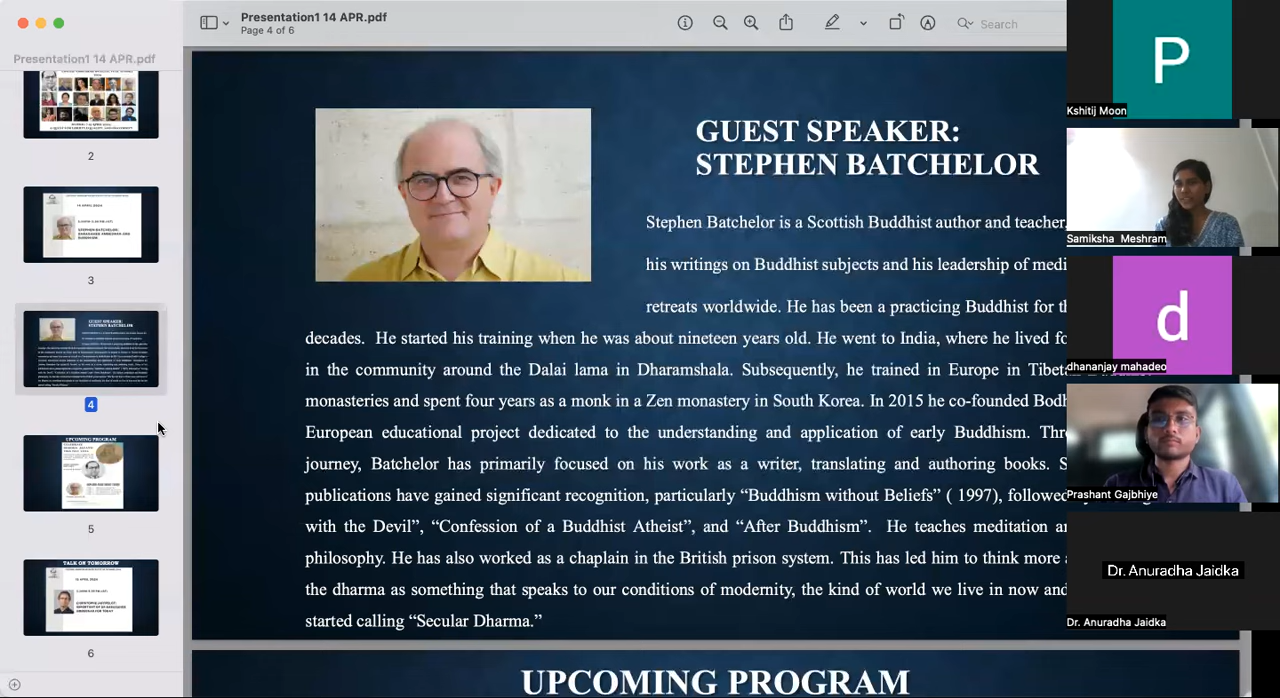 Presentation1 14 APR.pdf
Page 4 of 6
Search
Presentation1 14 APR.pdf
2
3
4
UPCOMING PROGRAM
5
TALK ON TOMORROW
6
GUEST SPEAKER:
STEPHEN BATCHELOR
Stephen Batchelor is a Scottish Buddhist author and teacher,
his writings on Buddhist subjects and his leadership of medi
retreats worldwide. He has been a practicing Buddhist for th
decades. He started his training when he was about nineteen years old. He went to India, where he lived fo
in the community around the Dalai lama in Dharamshala. Subsequently, he trained in Europe in Tibet
monasteries and spent four years as a monk in a Zen monastery in South Korea. In 2015 he co-founded Bodh
European educational project dedicated to the understanding and application of early Buddhism. Thr
journey, Batchelor has primarily focused on his work as a writer, translating and authoring books. S
publications have gained significant recognition, particularly “Buddhism without Beliefs” ( 1997), followed
with the Devil”, “Confession of a Buddhist Atheist”, and “After Buddhism”. He teaches meditation an
philosophy. He has also worked as a chaplain in the British prison system. This has led him to think more a
the dharma as something that speaks to our conditions of modernity, the kind of world we live in now and
started calling “Secular Dharma.”
UPCOMING PROGRAM
P
Kshitij Moon
Samiksha Meshram
d
dhananjay mahadeo
Prashant Gajbhiye
Dr. Anuradha Jaidka
Dr. Anuradha Jaidka